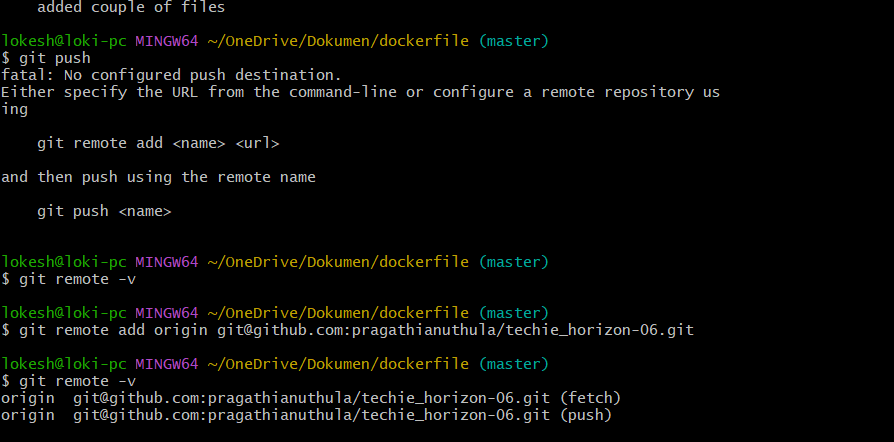 added couple of files
lokesh@loki-pc MINGW64 ~/OneDrive/Dokumen/dockerfile (master)
$ git push
fatal: No configured push destination.
Either specify the URL from the command-line or configure a remote repository us
ing
git remote add <name> <url>
and then push using the remote name
git push <name>
lokesh@loki-pc MINGW64 ~/OneDrive/Dokumen/dockerfile (master)
$ git remote -v
lokesh@loki-pc MINGW64 ~/OneDrive/Dokumen/dockerfile (master)
$ git remote add origin git@github.com:pragathianuthula/techie_horizon-06.git
lokesh@loki-pc MINGW64 ~/OneDrive/Dokumen/dockerfile (master)
$ git remote -v
origin  git@github.com:pragathianuthula/techie_horizon-06.git (fetch)
origin  git@github.com:pragathianuthula/techie_horizon-06.git (push)